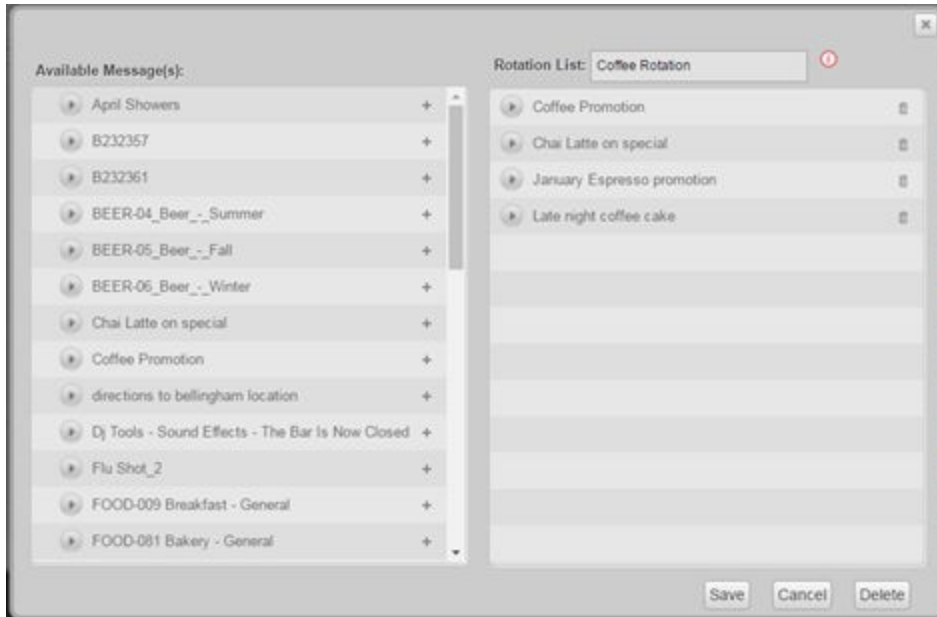 Available Message(s):
April Showers
B232357
B232361
BEER-04_Beer_-_Summer
BEER-05_Beer_-_Fall
BEER-06_Beer_-_Winter
Chai Latte on special
Coffee Promotion
directions to bellingham location
Dj Tools - Sound Effects - The Bar Is Now Closed
Flu Shot_2
FOOD-009 Breakfast - General
FOOD-081 Bakery - General
Rotation List: Coffee Rotation
Coffee Promotion
Chai Latte on special
January Espresso promotion
Late night coffee cake
Save Cancel Delete